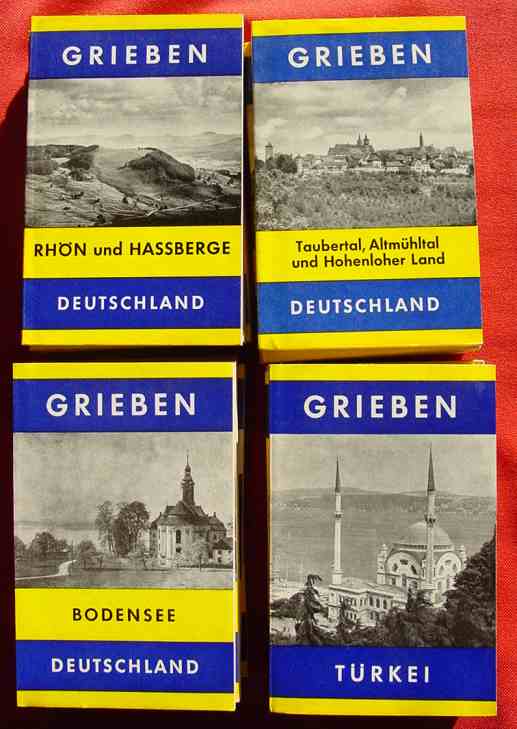 GRIEBEN
RHÖN und HASSBERGE
DEUTSCHLAND
GRIEBEN
Taubertal, Altmühltal
und Hohenloher Land
DEUTSCHLAND
GRIEBEN
BODENSEE
DEUTSCHLAND
GRIEBEN
TÜRKEI